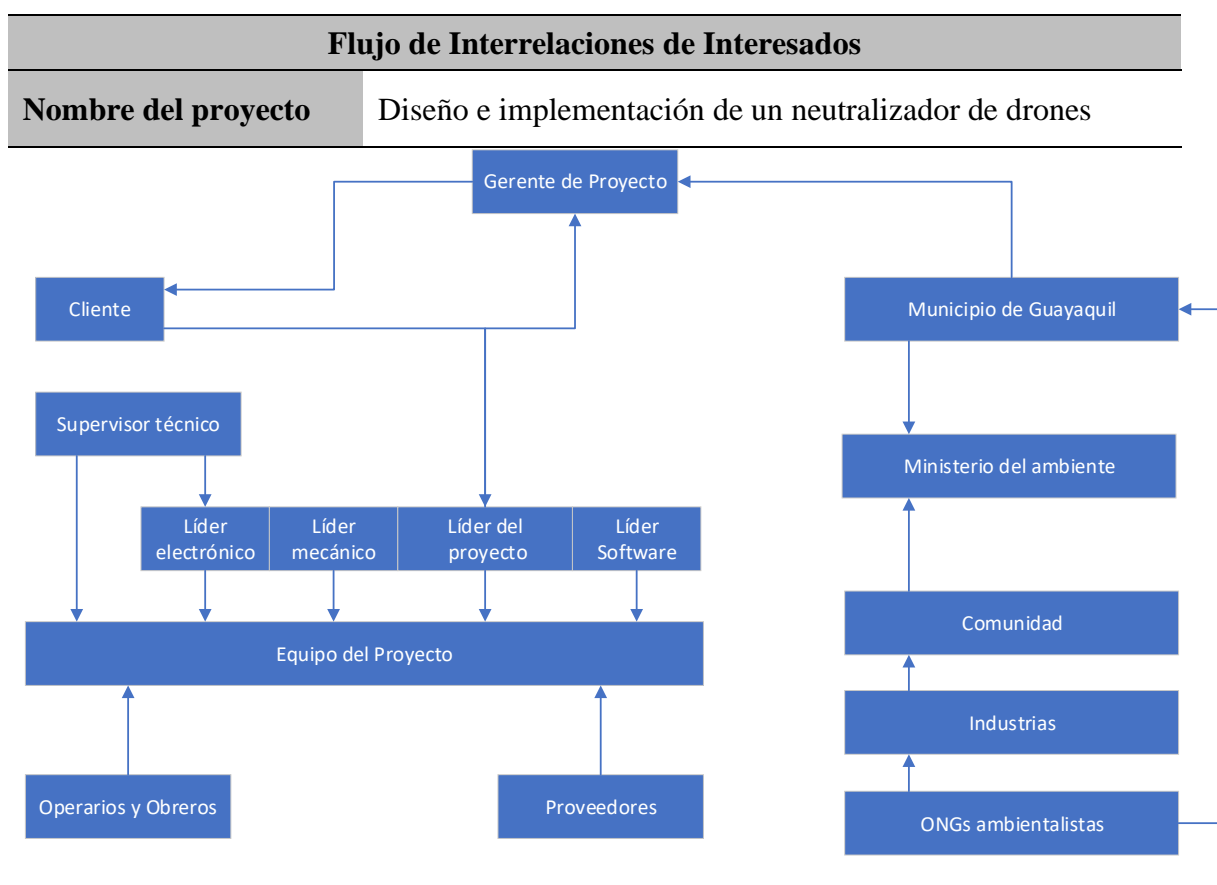 Flujo de Interrelaciones de Interesados
Nombre del proyecto Diseño e implementación de un neutralizador de drones
Gerente de Proyecto
Cliente
Municipio de Guayaquil
Supervisor técnico
Ministerio del ambiente
Líder
electrónico
Líder
mecánico
Líder del
proyecto
Líder
Software
Comunidad
Equipo del Proyecto
Industrias
Operarios y Obreros
Proveedores
ONGs ambientalistas